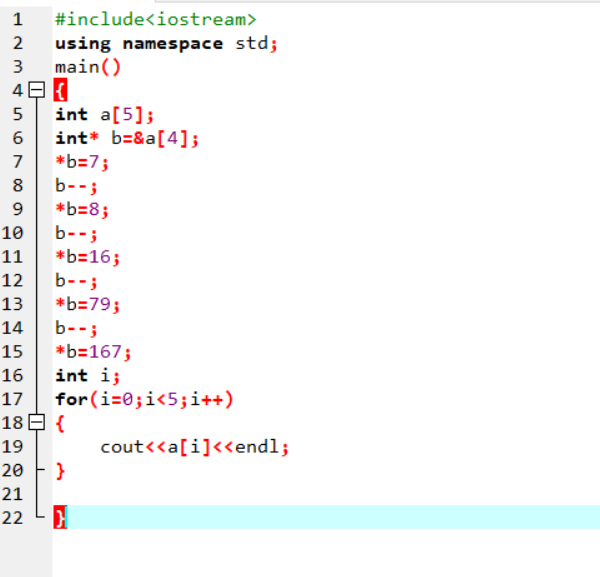 1 #include<iostream>
2 using namespace std;
3 main()
4 {
5 int a[5];
6 int* b=&a[4];
7 *b=7;
8 b--;
9 *b=8;
10 b--;
11 *b=16;
12 b--;
13 *b=79;
14 b--;
15 *b=167;
16 int i;
17 for(i=0;i<5;i++)
18 {
19 cout<<a[i]<<endl;
20 }
21
22 }